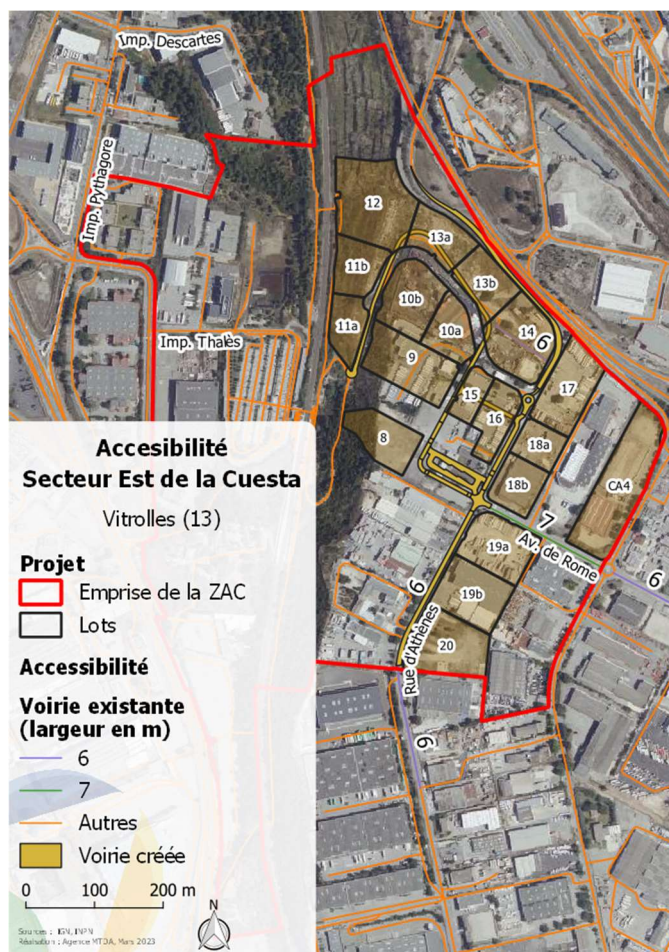 Imp. Descartes
Imp. Pythagore
Imp. Thalès
12
13a
11b
13b
10b
11a
10a
14
6
9
17
15
16
8
18a
CA4
18b
7
Av. de Rome
19a
6
6
19b
Rue d'Athènes
20
6
Accesibilité
Secteur Est de la Cuesta
Vitrolles (13)
Projet
Emprise de la ZAC
Lots
Accessibilité
Voirie existante
(largeur en m)
6
7
Autres
Voirie créée
0 100 200 m
N
Sources : IGN, INPN
Réalisation : Agence MTDA, Mars 2023